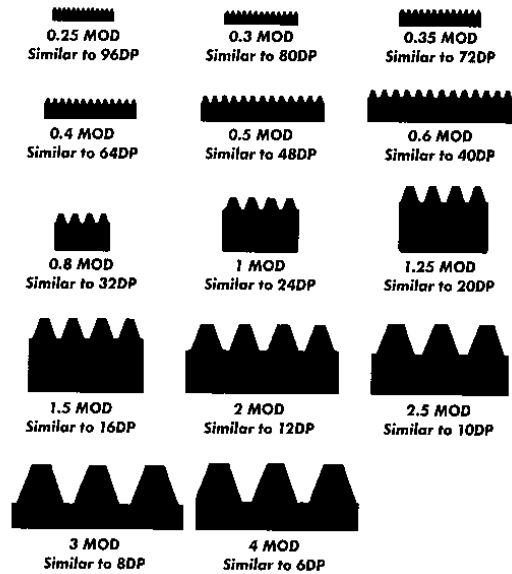 0.25 MOD
Similar to 96DP
0.3 MOD
Similar to 80DP
0.35 MOD
Similar to 72DP
0.4 MOD
Similar to 64DP
0.5 MOD
Similar to 48DP
0.6 MOD
Similar to 40DP
0.8 MOD
Similar to 32DP
1 MOD
Similar to 24DP
1.25 MOD
Similar to 20DP
1.5 MOD
Similar to 16DP
2 MOD
Similar to 12DP
2.5 MOD
Similar to 10DP
3 MOD
Similar to 8DP
4 MOD
Similar to 6DP